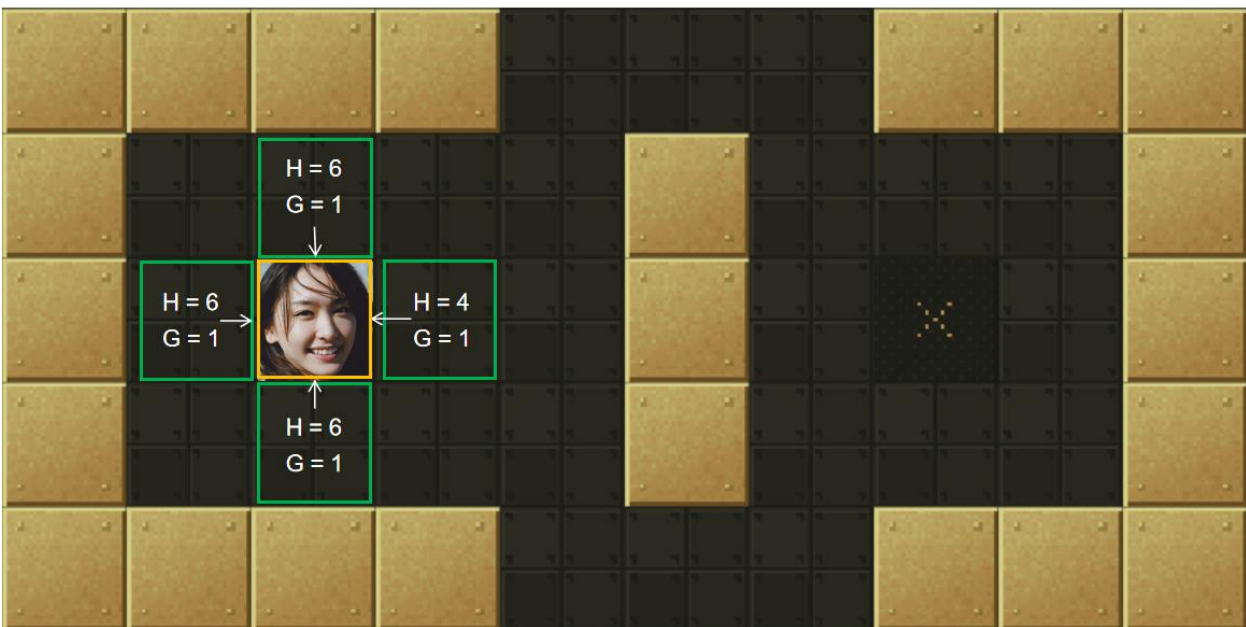 H = 6
G = 1
H = 6
G = 1
H = 4
G = 1
H = 6
G = 1